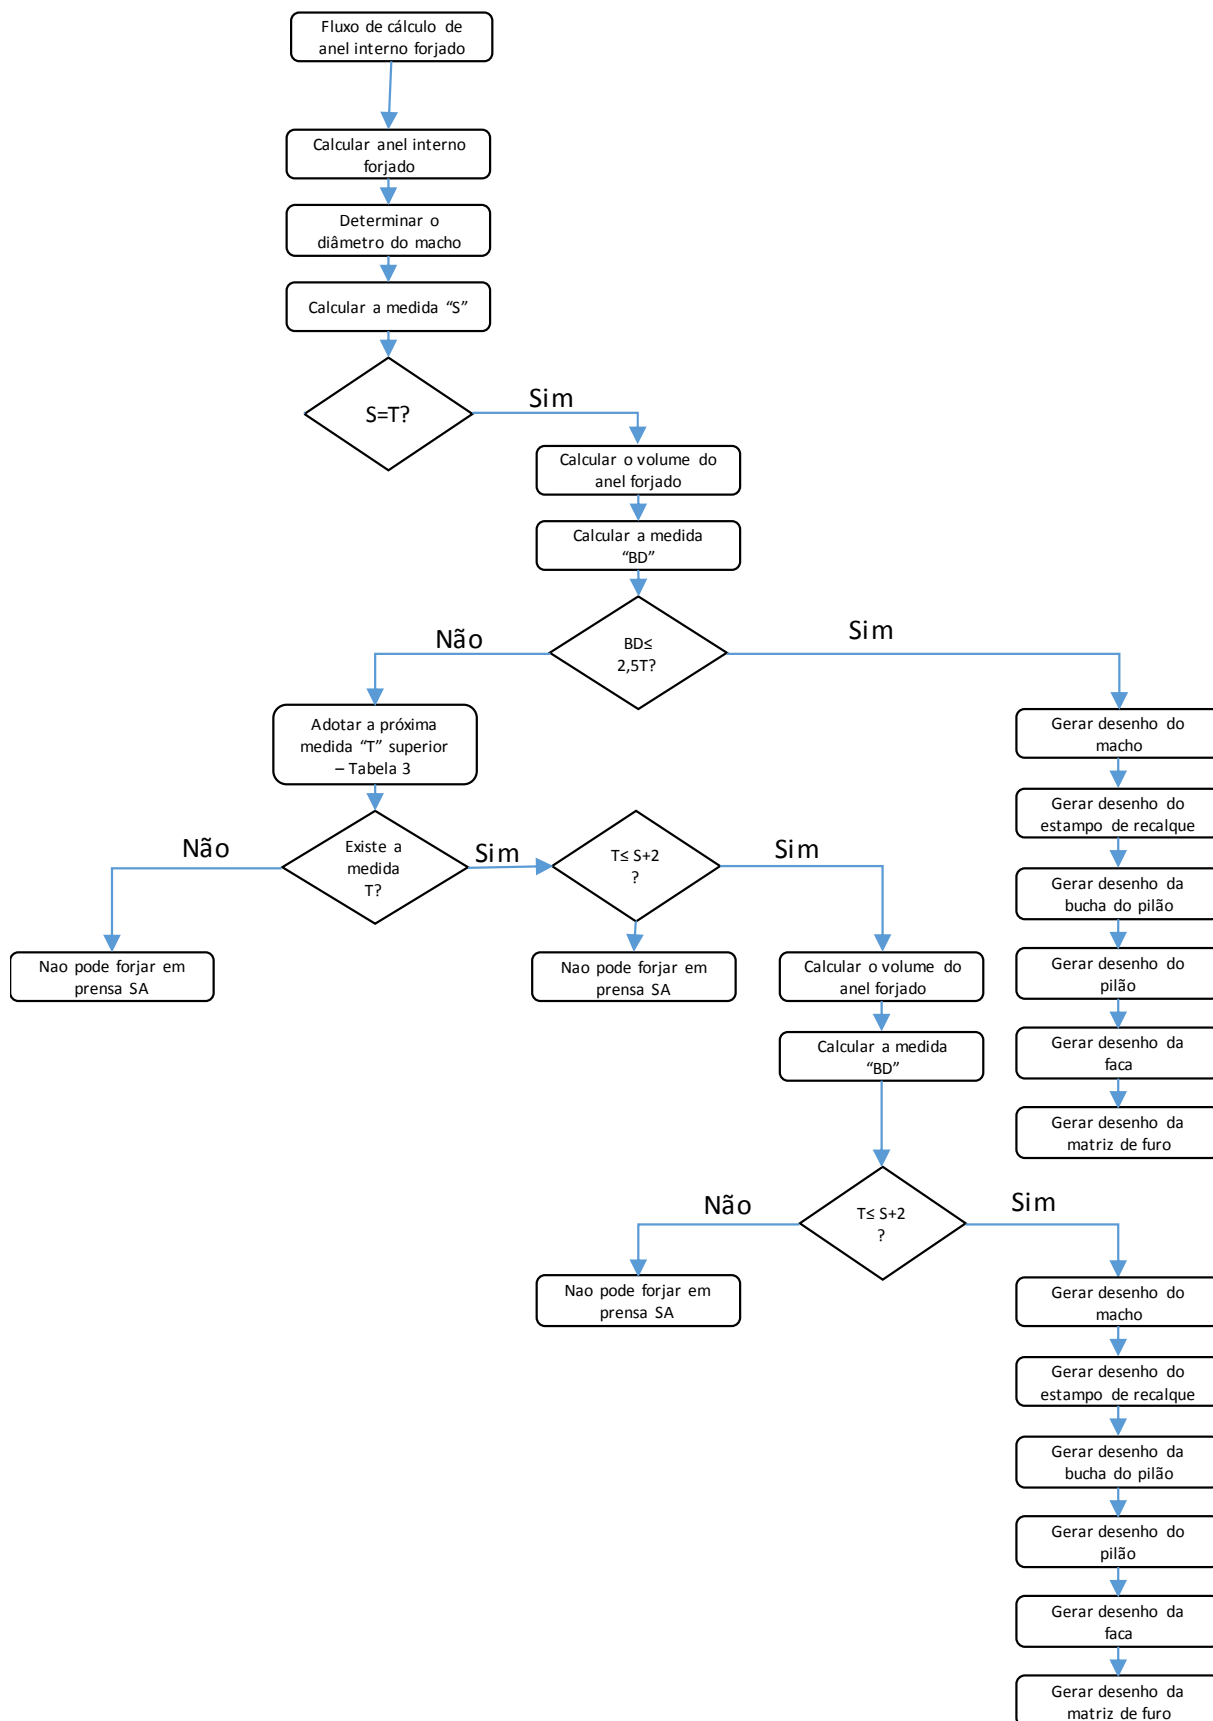 Fluxo de cálculo de
anel interno forjado
Calcular anel interno
forjado
Determinar o
diâmetro do macho
Calcular a medida “S”
S=T?
Sim
Calcular o volume do
anel forjado
Calcular a medida
“BD”
BD≤
2,5T?
Não
Sim
Adotar a próxima
medida “T” superior
– Tabela 3
Gerar desenho do
macho
Gerar desenho do
estampo de recalque
Gerar desenho da
bucha do pilão
Gerar desenho do
pilão
Gerar desenho da
faca
Gerar desenho da
matriz de furo
Existe a
medida
T?
Não
Sim
Nao pode forjar em
prensa SA
T≤ S+2
?
Sim
Nao pode forjar em
prensa SA
Calcular o volume do
anel forjado
Calcular a medida
“BD”
T≤ S+2
?
Não
Sim
Nao pode forjar em
prensa SA
Gerar desenho do
macho
Gerar desenho do
estampo de recalque
Gerar desenho da
bucha do pilão
Gerar desenho do
pilão
Gerar desenho da
faca
Gerar desenho da
matriz de furo